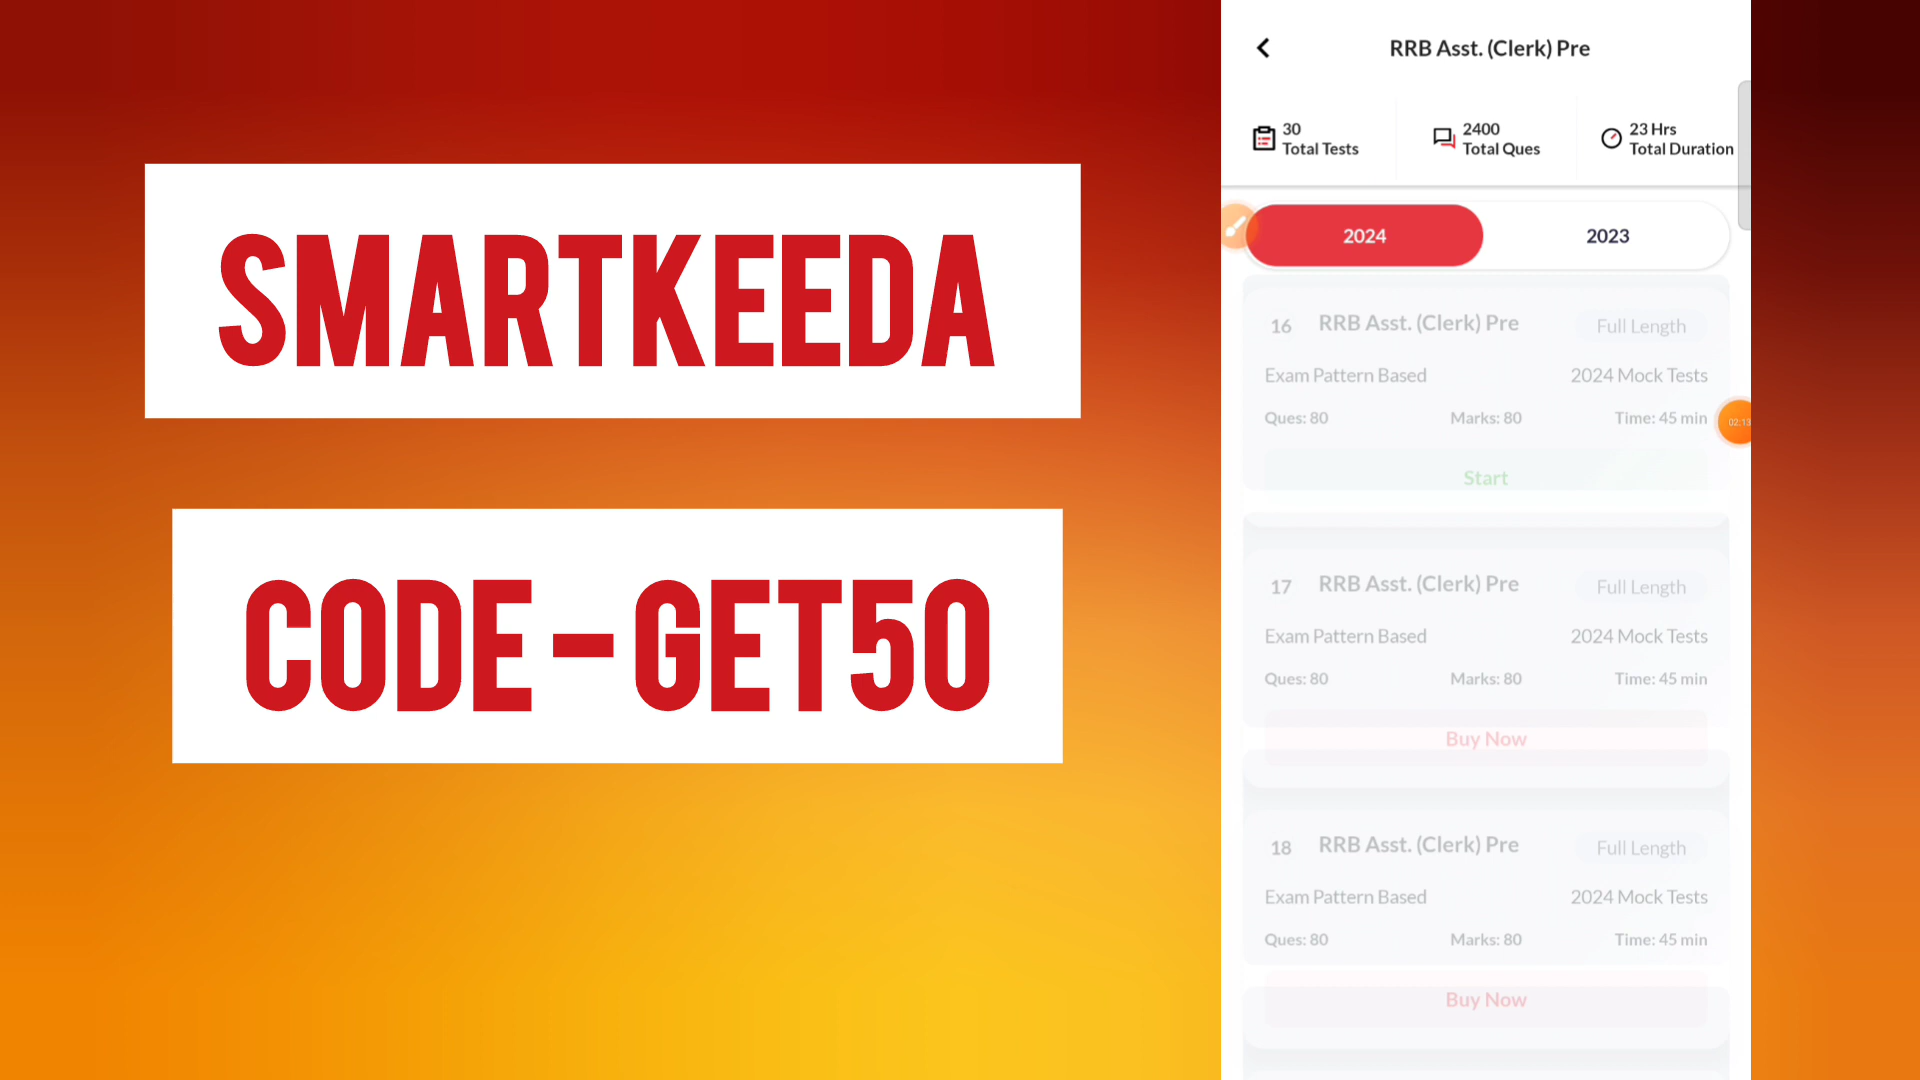 SMARTKEEDA
CODE - GET50
RRB Asst. (Clerk) Pre
30
Total Tests
2400
Total Ques
23 Hrs
Total Duration
2024
2023
16 RRB Asst. (Clerk) Pre Full Length
Exam Pattern Based 2024 Mock Tests
Ques: 80 Marks: 80 Time: 45 min
Start
17 RRB Asst. (Clerk) Pre Full Length
Exam Pattern Based 2024 Mock Tests
Ques: 80 Marks: 80 Time: 45 min
Buy Now
18 RRB Asst. (Clerk) Pre Full Length
Exam Pattern Based 2024 Mock Tests
Ques: 80 Marks: 80 Time: 45 min
Buy Now